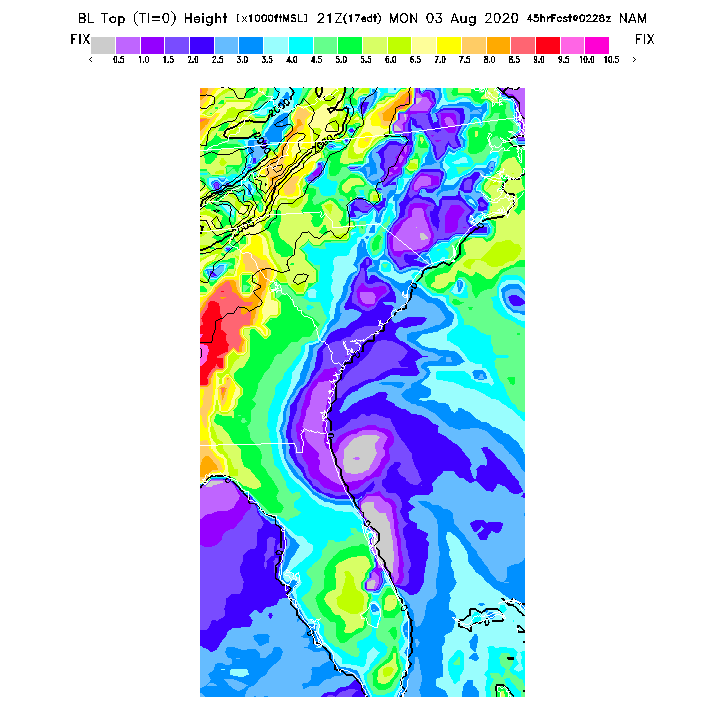 BL Top (TI=0) Height [x1000ftMSL] 21Z(17edt) MON 03 Aug 2020 45hrFcst@0228z NAM
FIX FIX
< 0.5 1.0 1.5 2.0 2.5 3.0 3.5 4.0 4.5 5.0 5.5 6.0 6.5 7.0 7.5 8.0 8.5 9.0 9.5 10.0 10.5 >
2000